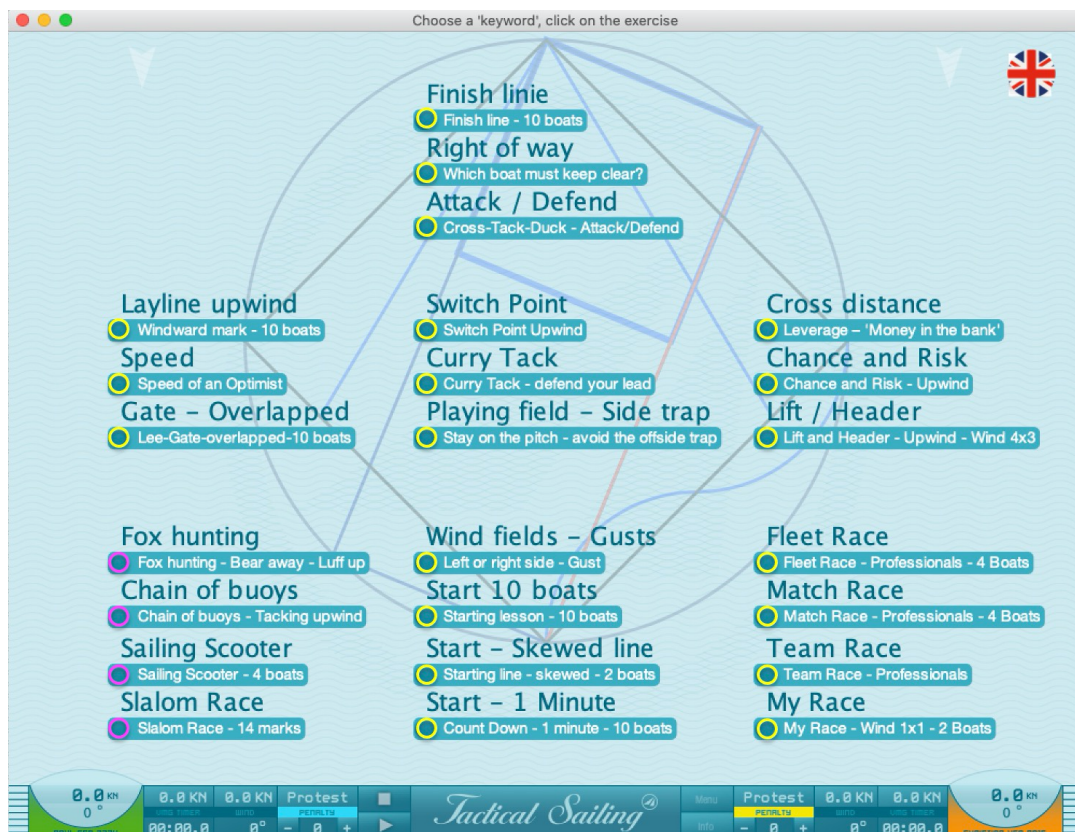 Choose a 'keyword', click on the exercise
Finish linie
Finish line - 10 boats
Right of way
Which boat must keep clear?
Attack / Defend
Cross-Tack-Duck - Attack/Defend
Layline upwind
Windward mark - 10 boats
Speed
Speed of an Optimist
Gate – Overlapped
Lee-Gate-overlapped-10 boats
Switch Point
Switch Point Upwind
Curry Tack
Curry Tack - defend your lead
Playing field – Side trap
Stay on the pitch - avoid the offside trap
Cross distance
Leverage – 'Money in the bank'
Chance and Risk
Chance and Risk - Upwind
Lift / Header
Lift and Header - Upwind - Wind 4x3
Fox hunting
Fox hunting - Bear away - Luff up
Chain of buoys
Chain of buoys - Tacking upwind
Sailing Scooter
Sailing Scooter - 4 boats
Slalom Race
Slalom Race - 14 marks
Wind fields – Gusts
Left or right side - Gust
Start 10 boats
Starting lesson - 10 boats
Start – Skewed line
Starting line - skewed - 2 boats
Start – 1 Minute
Count Down - 1 minute - 10 boats
Fleet Race
Fleet Race - Professionals - 4 Boats
Match Race
Match Race - Professionals - 4 Boats
Team Race
Team Race - Professionals
My Race
My Race - Wind 1x1 - 2 Boats
0.0 KN
0°
0.0 KN 0.0 KN Protest
PENALTY
00:00.0 0° - 0 +
Tactical Sailing
Menu
Info
Protest 0.0 KN 0.0 KN
PENALTY
- 0 + 0° 00:00.0
0.0 KN
0°